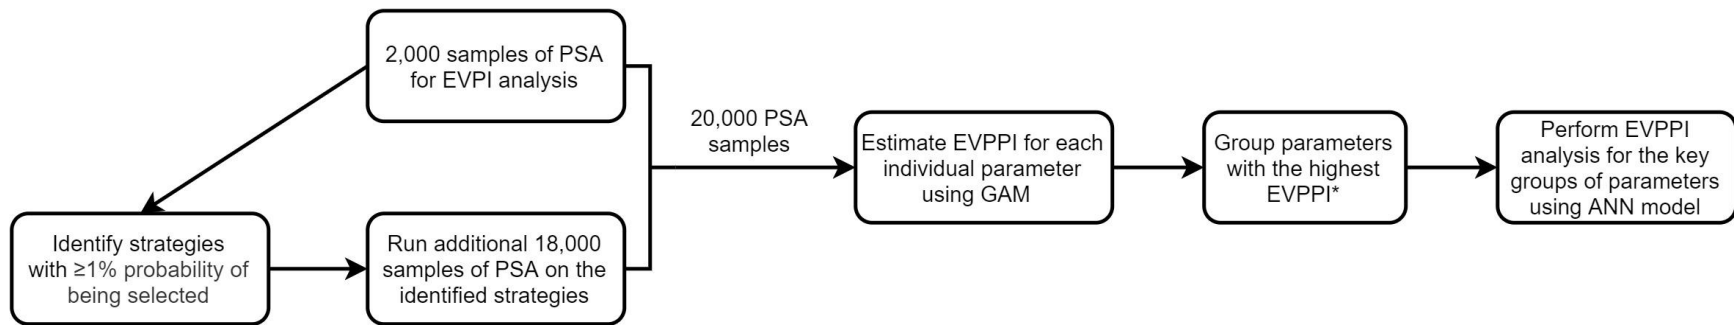 2,000 samples of PSA
for EVPI analysis
Identify strategies
with ≥1% probability of
being selected
Run additional 18,000
samples of PSA on the
identified strategies
20,000 PSA
samples
Estimate EVPPI for each
individual parameter
using GAM
Group parameters
with the highest
EVPPI*
Perform EVPPI
analysis for the key
groups of parameters
using ANN model